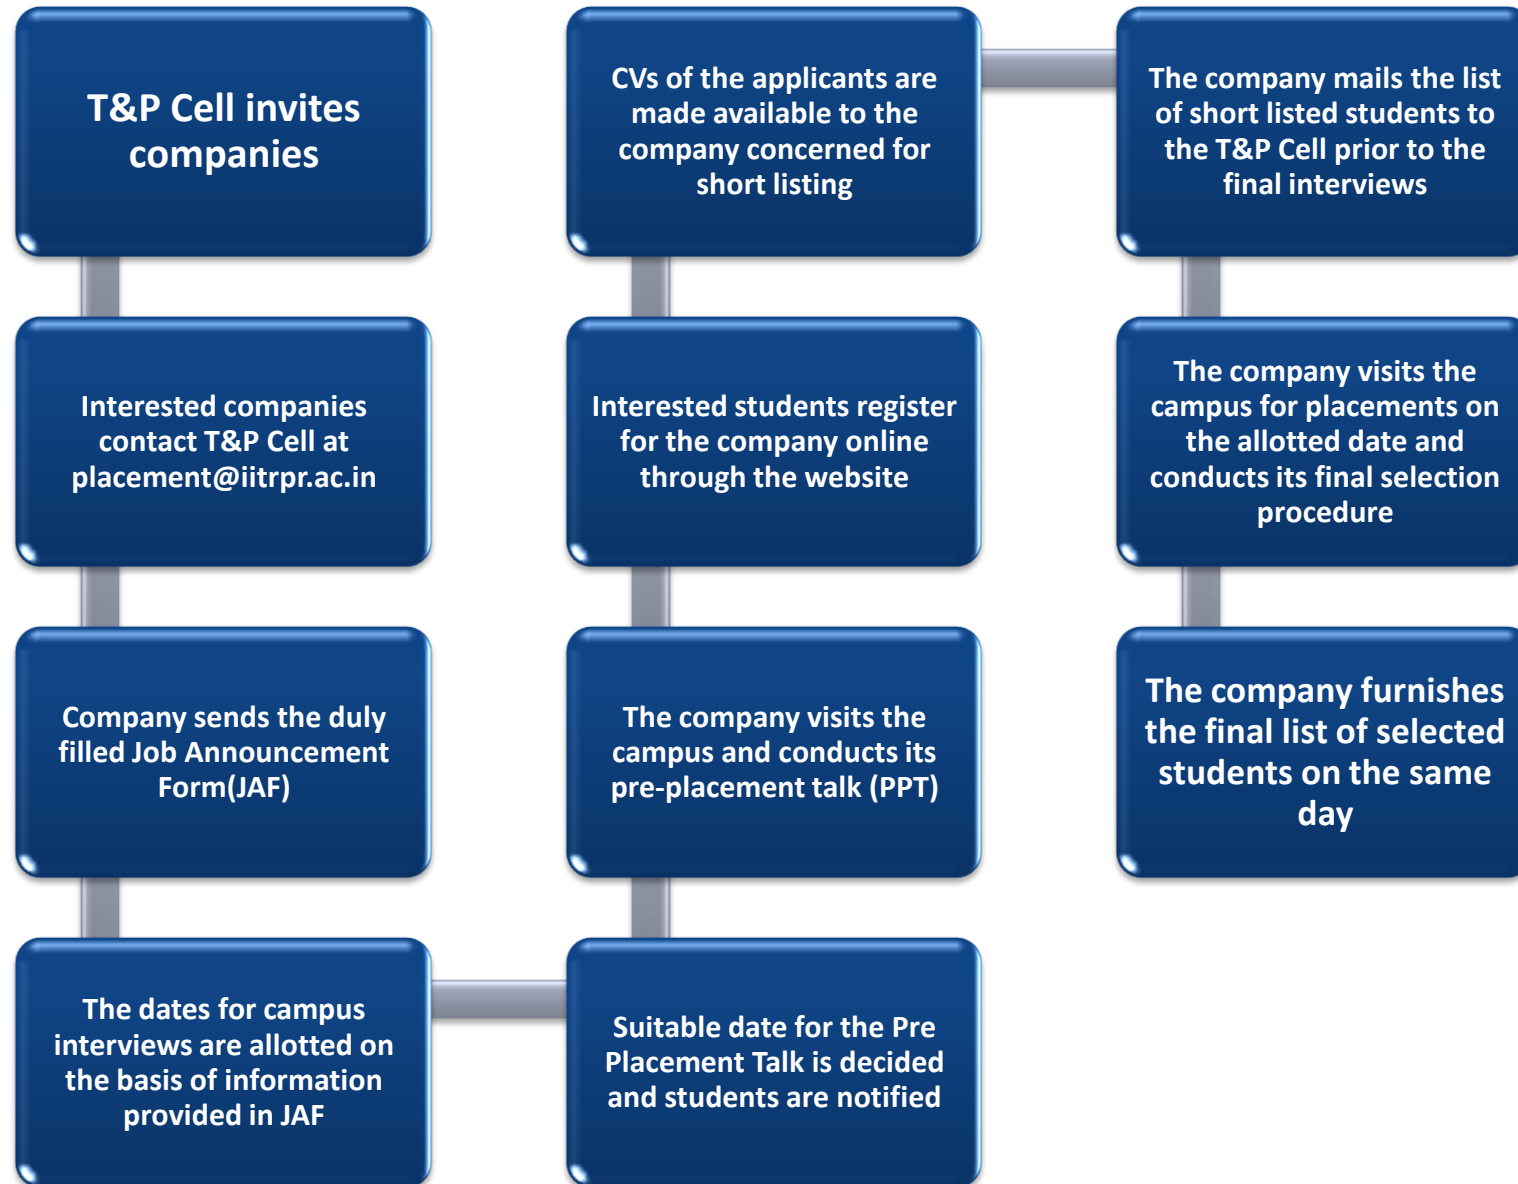 T&P Cell invites
companies
Interested companies
contact T&P Cell at
placement@iitrpr.ac.in
Company sends the duly
filled Job Announcement
Form(JAF)
The dates for campus
interviews are allotted on
the basis of information
provided in JAF
Suitable date for the Pre
Placement Talk is decided
and students are notified
The company visits the
campus and conducts its
pre-placement talk (PPT)
Interested students register
for the company online
through the website
CVs of the applicants are
made available to the
company concerned for
short listing
The company mails the list
of short listed students to
the T&P Cell prior to the
final interviews
The company visits the
campus for placements on
the allotted date and
conducts its final selection
procedure
The company furnishes
the final list of selected
students on the same
day